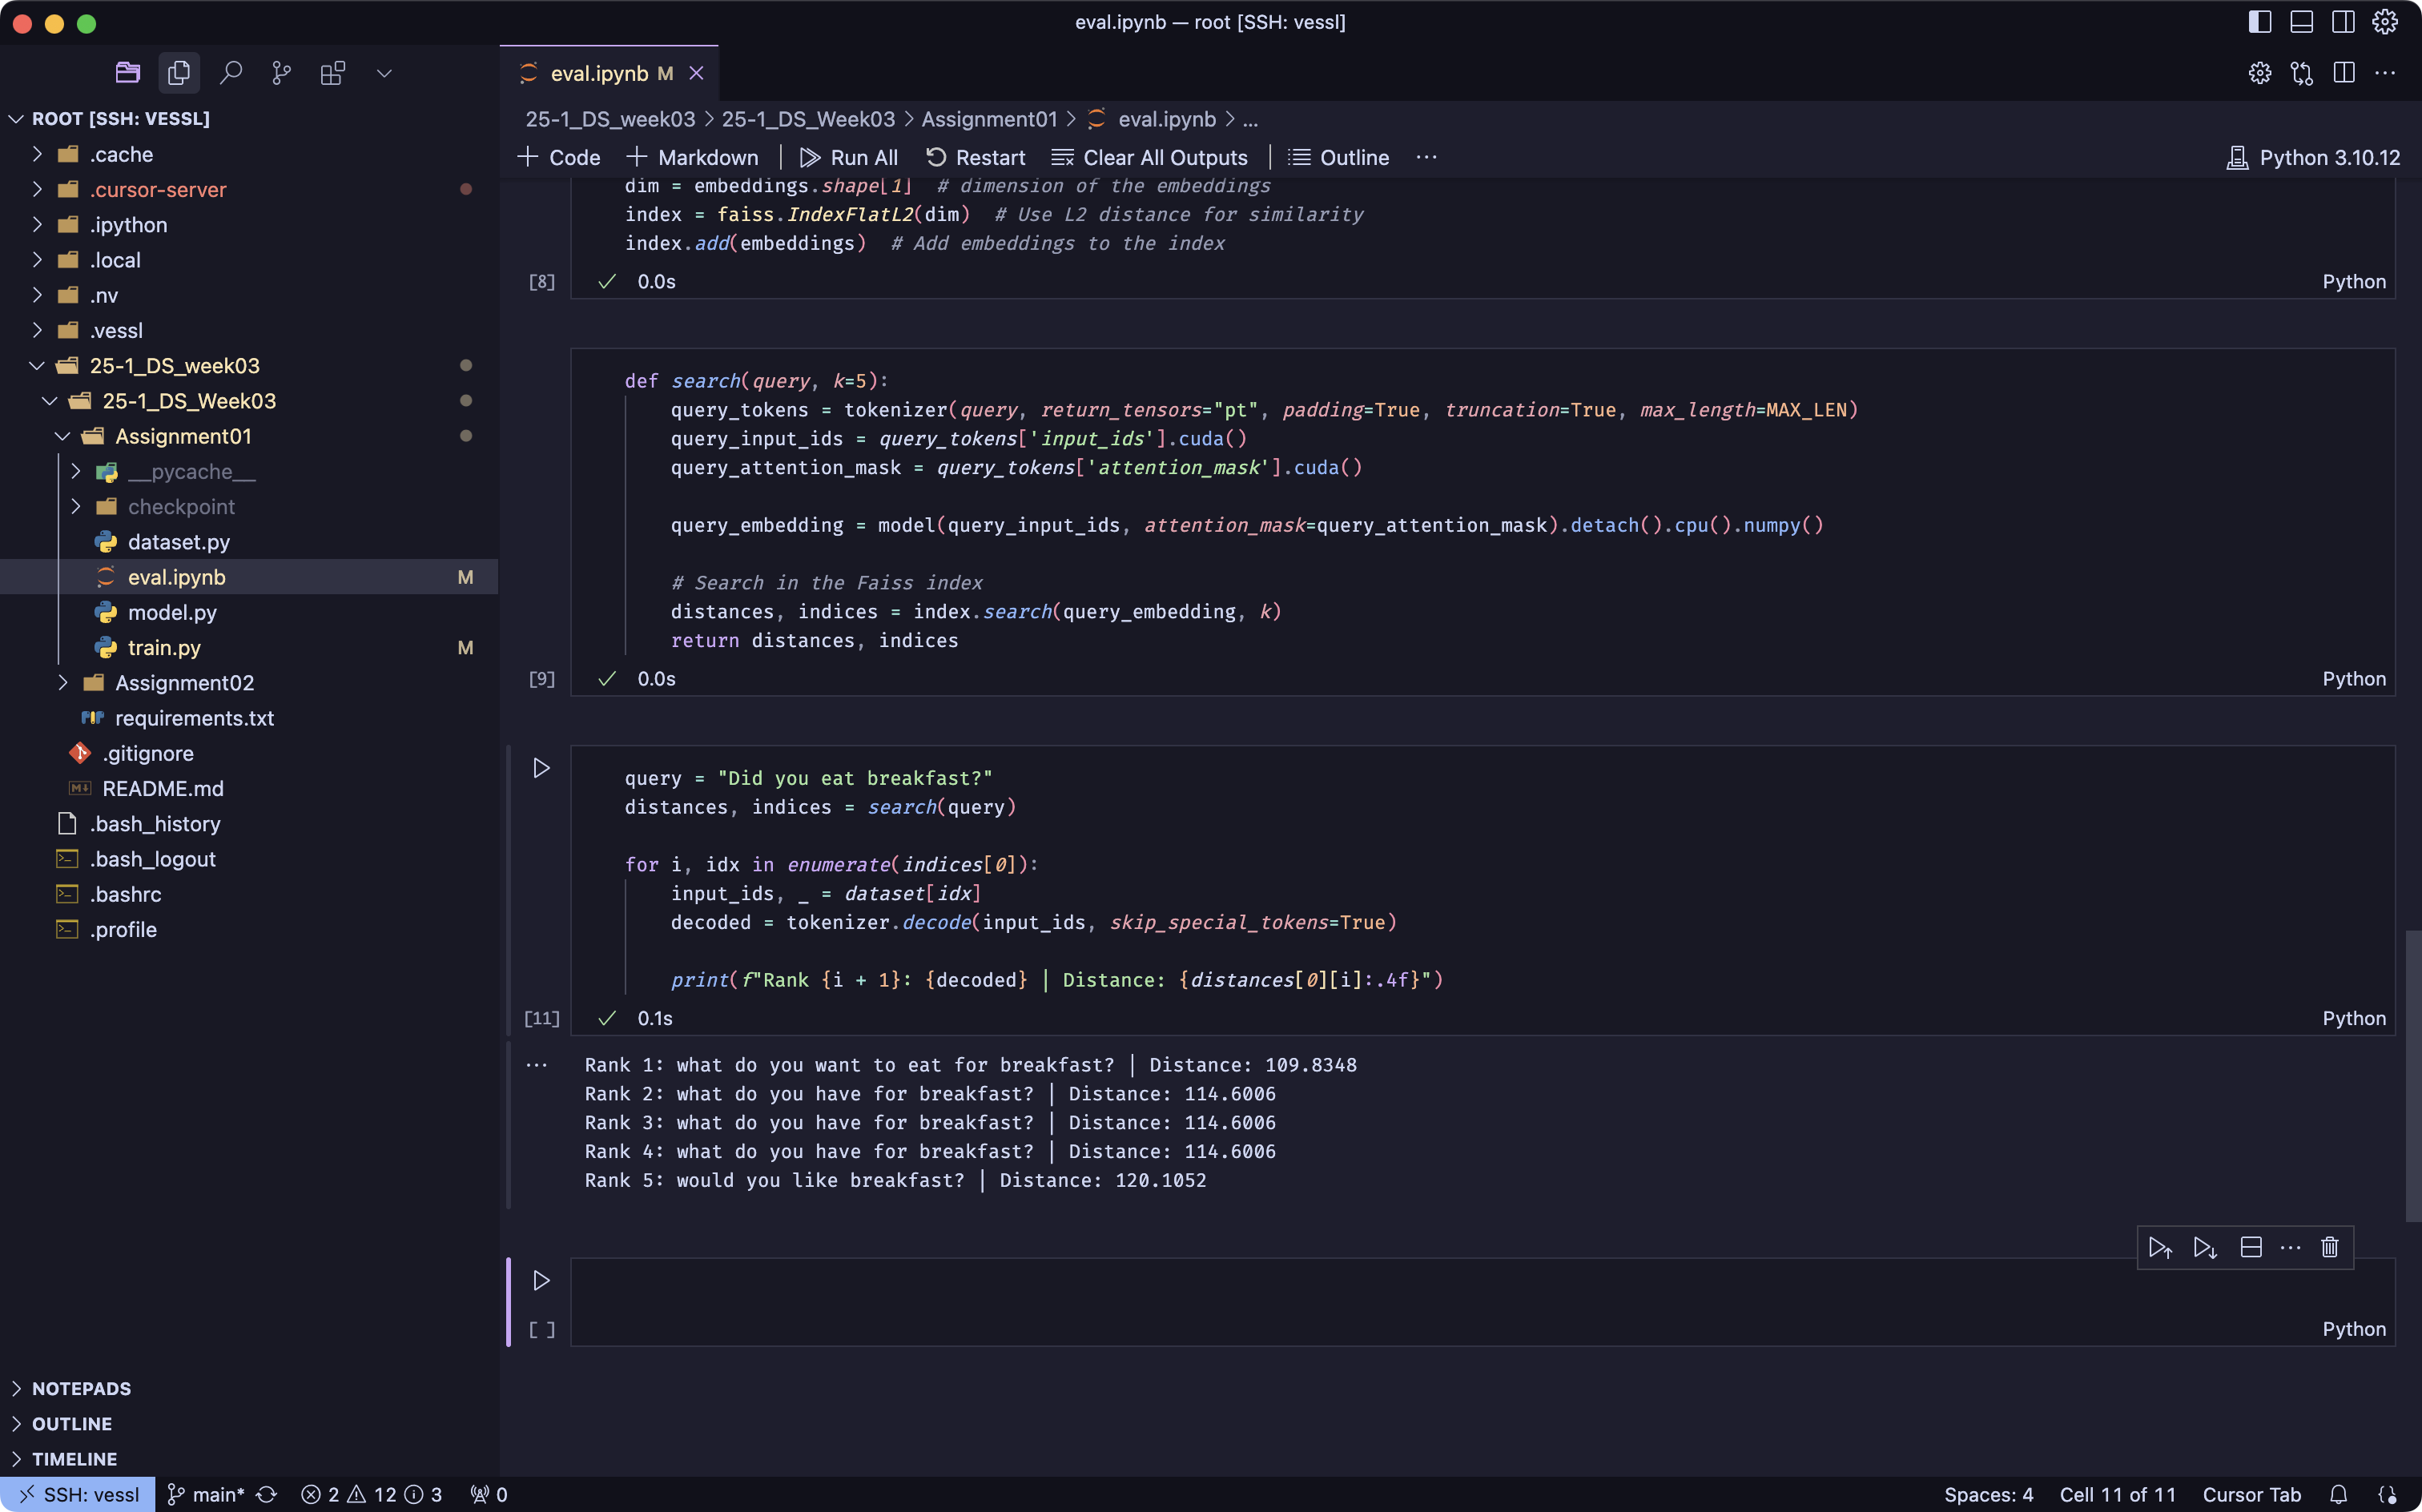 eval.ipynb — root [SSH: vessl]
ROOT [SSH: VESSL]
.cache
.cursor-server
.ipython
.local
.nv
.vessl
25-1_DS_week03
25-1_DS_Week03
Assignment01
__pycache__
checkpoint
dataset.py
eval.ipynb M
model.py
train.py M
Assignment02
requirements.txt
.gitignore
README.md
.bash_history
.bash_logout
.bashrc
.profile
NOTEPADS
OUTLINE
TIMELINE
eval.ipynb M
25-1_DS_week03 > 25-1_DS_Week03 > Assignment01 > eval.ipynb > ...
+ Code + Markdown | Run All Restart Clear All Outputs | Outline ...
Python 3.10.12
dim = embeddings.shape[1]  # dimension of the embeddings
index = faiss.IndexFlatL2(dim)  # Use L2 distance for similarity
index.add(embeddings)  # Add embeddings to the index
[8] 0.0s Python
def search(query, k=5):
    query_tokens = tokenizer(query, return_tensors="pt", padding=True, truncation=True, max_length=MAX_LEN)
    query_input_ids = query_tokens['input_ids'].cuda()
    query_attention_mask = query_tokens['attention_mask'].cuda()
    query_embedding = model(query_input_ids, attention_mask=query_attention_mask).detach().cpu().numpy()
    # Search in the Faiss index
    distances, indices = index.search(query_embedding, k)
    return distances, indices
[9] 0.0s Python
query = "Did you eat breakfast?"
distances, indices = search(query)
for i, idx in enumerate(indices[0]):
    input_ids, _ = dataset[idx]
    decoded = tokenizer.decode(input_ids, skip_special_tokens=True)
    print(f"Rank {i + 1}: {decoded} | Distance: {distances[0][i]:.4f}")
[11] 0.1s Python
... Rank 1: what do you want to eat for breakfast? | Distance: 109.8348
Rank 2: what do you have for breakfast? | Distance: 114.6006
Rank 3: what do you have for breakfast? | Distance: 114.6006
Rank 4: what do you have for breakfast? | Distance: 114.6006
Rank 5: would you like breakfast? | Distance: 120.1052
[ ] Python
SSH: vessl main* 2 12 3 0 Spaces: 4 Cell 11 of 11 Cursor Tab